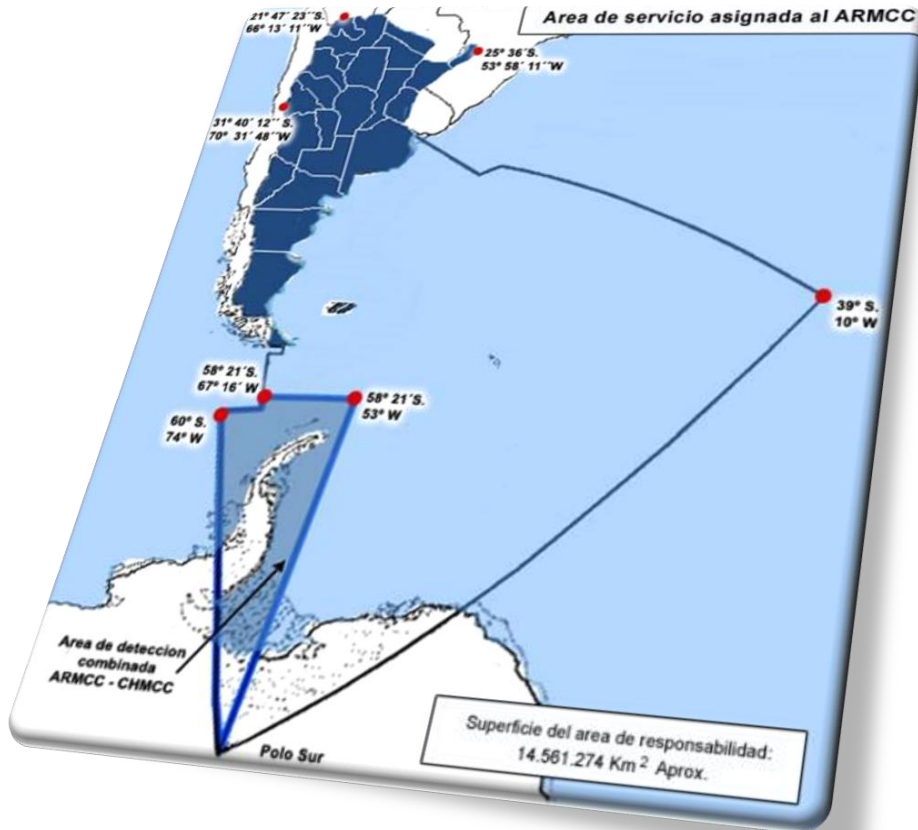 Area de servicio asignada al ARMCC
21° 47´ 23´´S.
66° 13´ 11´´W
25° 36´S.
53° 58´ 11´´W
31° 40´ 12´´ S.
70° 31´ 48´´W
39° S.
10° W
58° 21´S.
67° 16´ W
58° 21´S.
53° W
60° S.
74° W
Area de deteccion
combinada
ARMCC - CHMCC
Polo Sur
Superficie del area de responsabilidad:
14.561.274 Km² Aprox.